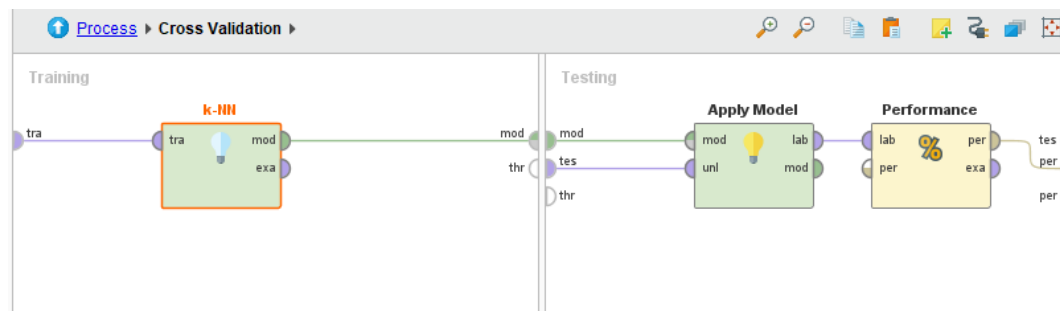 Process ▸ Cross Validation ▸
Training
k-NN
tra
tra
mod
exa
mod
thr
Testing
mod
tes
thr
Apply Model
mod
unl
lab
mod
Performance
%
lab
per
per
exa
tes
per
per